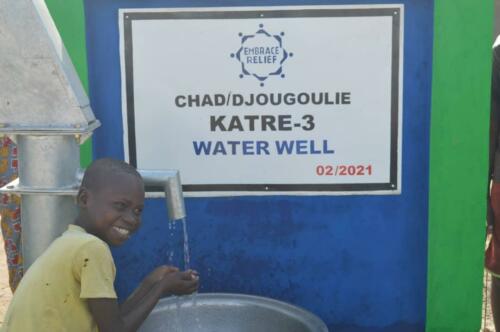 EMBRACE
RELIEF
CHAD/DJOUGOULIE
KATRE-3
WATER WELL
02/2021